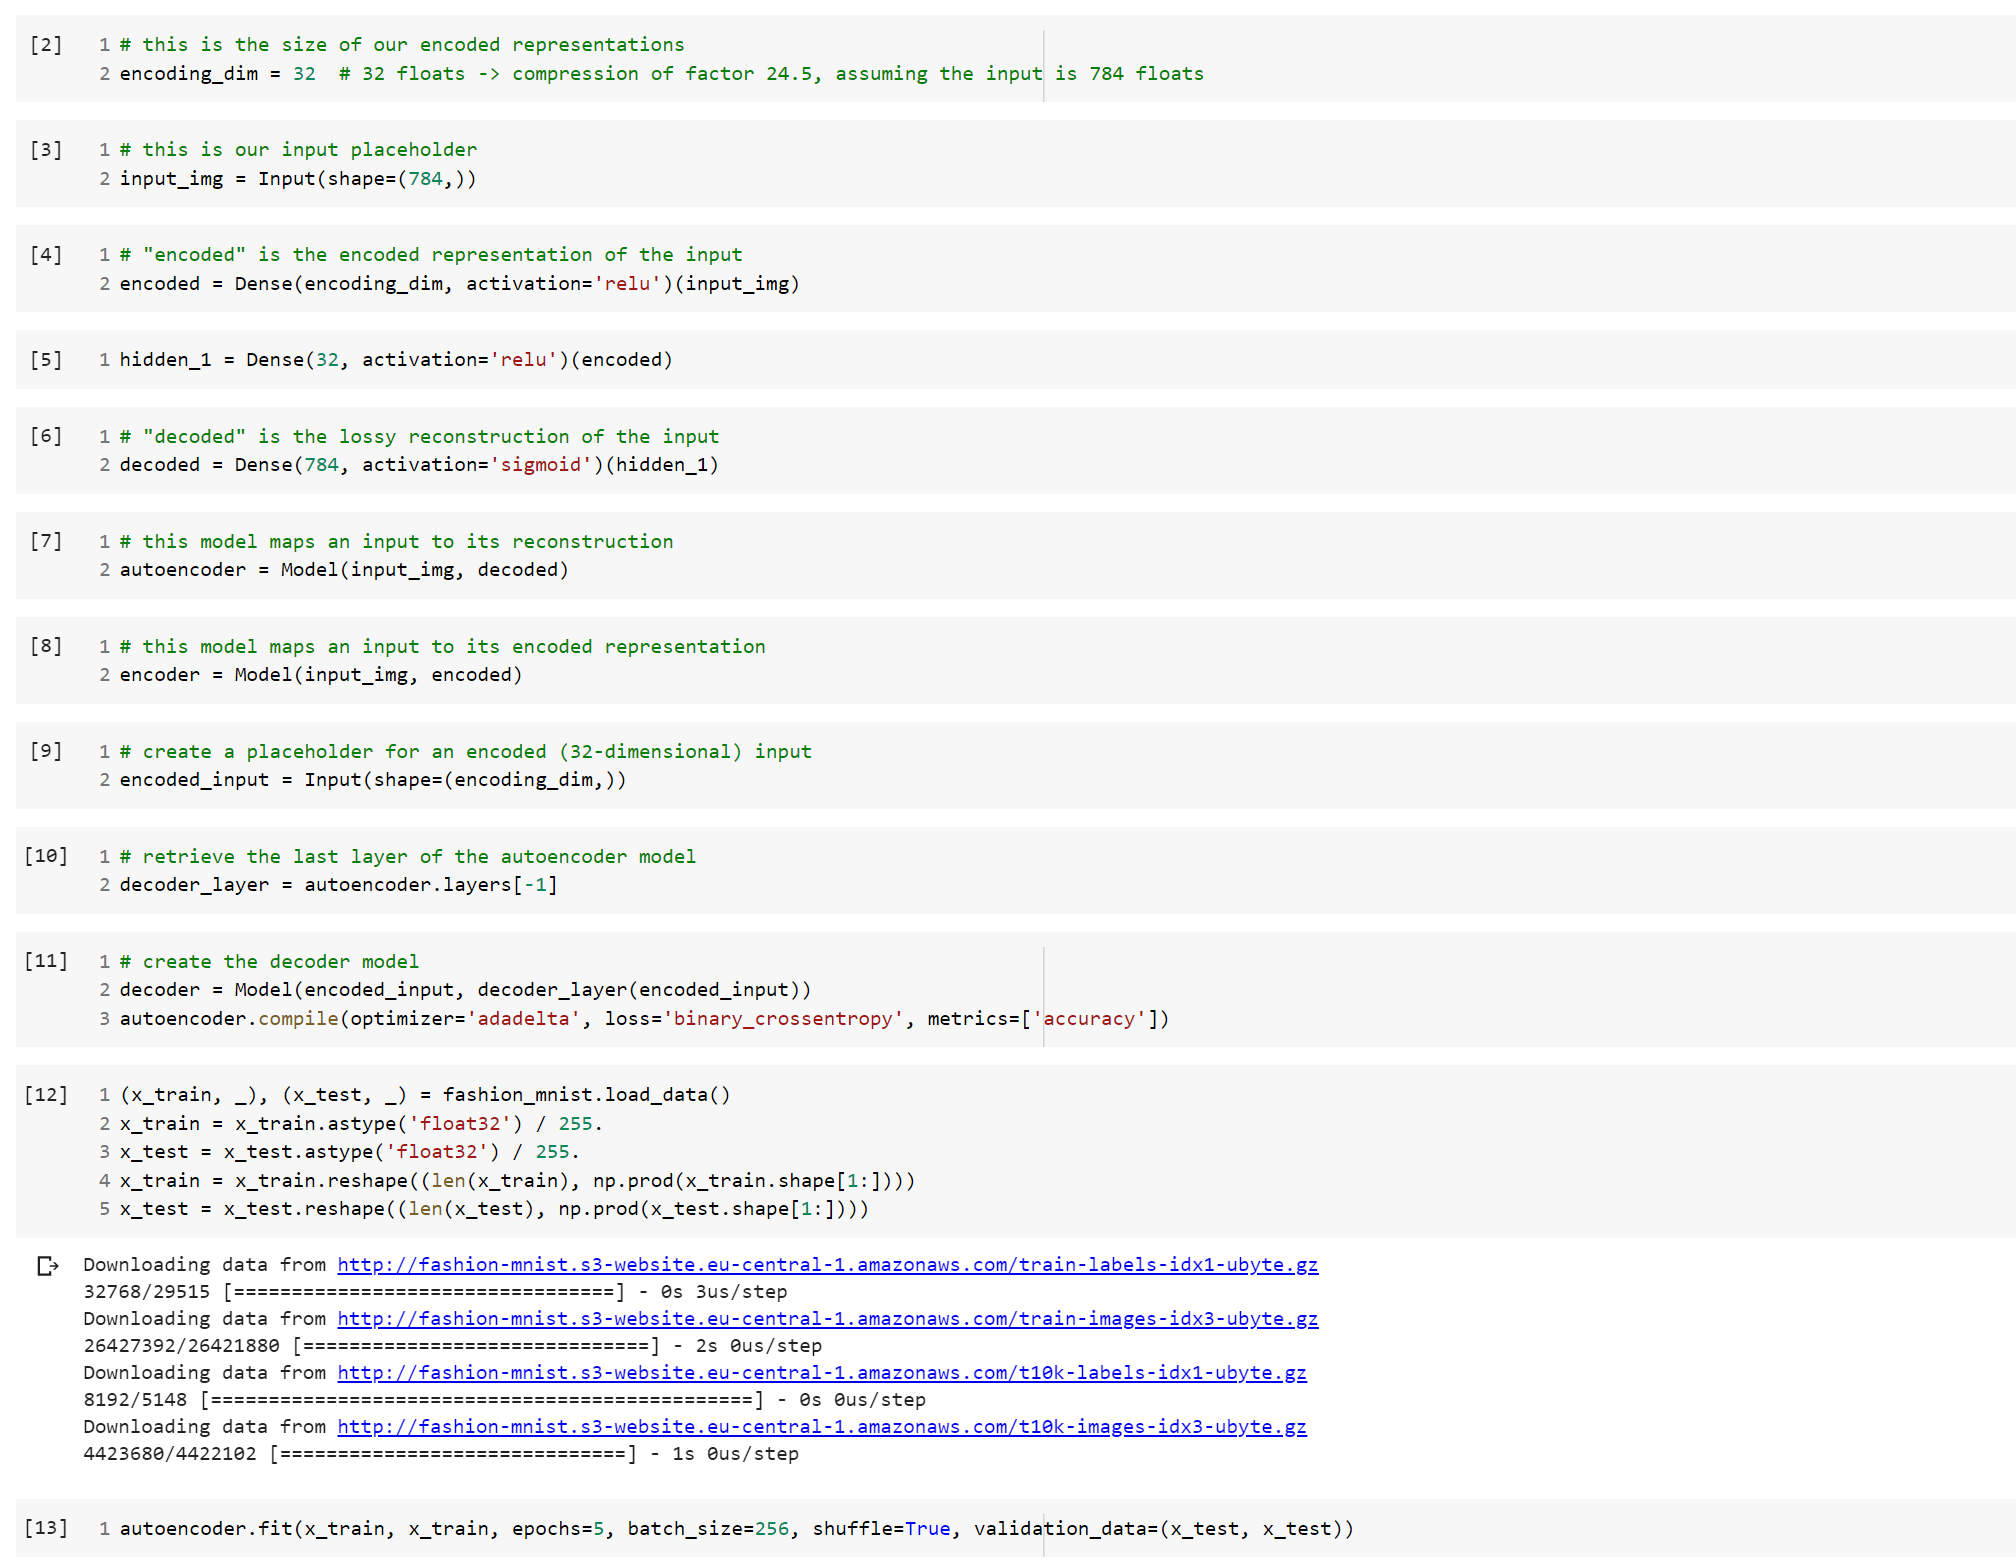 [2] 1 # this is the size of our encoded representations
2 encoding_dim = 32  # 32 floats -> compression of factor 24.5, assuming the input is 784 floats
[3] 1 # this is our input placeholder
2 input_img = Input(shape=(784,))
[4] 1 # "encoded" is the encoded representation of the input
2 encoded = Dense(encoding_dim, activation='relu')(input_img)
[5] 1 hidden_1 = Dense(32, activation='relu')(encoded)
[6] 1 # "decoded" is the lossy reconstruction of the input
2 decoded = Dense(784, activation='sigmoid')(hidden_1)
[7] 1 # this model maps an input to its reconstruction
2 autoencoder = Model(input_img, decoded)
[8] 1 # this model maps an input to its encoded representation
2 encoder = Model(input_img, encoded)
[9] 1 # create a placeholder for an encoded (32-dimensional) input
2 encoded_input = Input(shape=(encoding_dim,))
[10] 1 # retrieve the last layer of the autoencoder model
2 decoder_layer = autoencoder.layers[-1]
[11] 1 # create the decoder model
2 decoder = Model(encoded_input, decoder_layer(encoded_input))
3 autoencoder.compile(optimizer='adadelta', loss='binary_crossentropy', metrics=['accuracy'])
[12] 1 (x_train, _), (x_test, _) = fashion_mnist.load_data()
2 x_train = x_train.astype('float32') / 255.
3 x_test = x_test.astype('float32') / 255.
4 x_train = x_train.reshape((len(x_train), np.prod(x_train.shape[1:])))
5 x_test = x_test.reshape((len(x_test), np.prod(x_test.shape[1:])))
Downloading data from http://fashion-mnist.s3-website.eu-central-1.amazonaws.com/train-labels-idx1-ubyte.gz
32768/29515 [=================================] - 0s 3us/step
Downloading data from http://fashion-mnist.s3-website.eu-central-1.amazonaws.com/train-images-idx3-ubyte.gz
26427392/26421880 [==============================] - 2s 0us/step
Downloading data from http://fashion-mnist.s3-website.eu-central-1.amazonaws.com/t10k-labels-idx1-ubyte.gz
8192/5148 [===============================================] - 0s 0us/step
Downloading data from http://fashion-mnist.s3-website.eu-central-1.amazonaws.com/t10k-images-idx3-ubyte.gz
4423680/4422102 [==============================] - 1s 0us/step
[13] 1 autoencoder.fit(x_train, x_train, epochs=5, batch_size=256, shuffle=True, validation_data=(x_test, x_test))